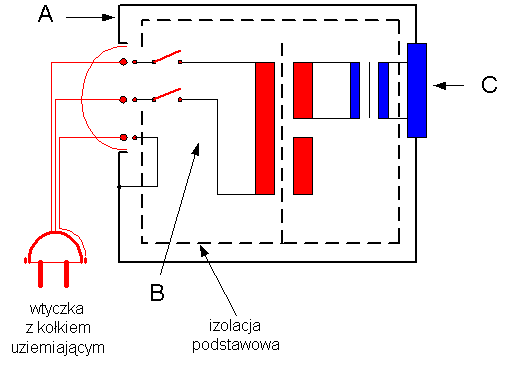 A
C
B
wtyczka
z kołkiem
uziemiającym
izolacja
podstawowa